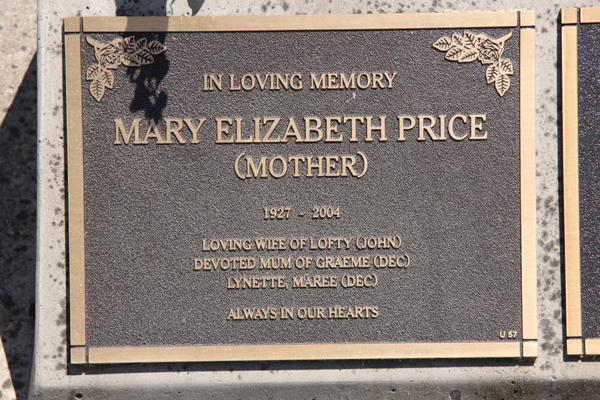 IN LOVING MEMORY
MARY ELIZABETH PRICE
(MOTHER)
1927 - 2004
LOVING WIFE OF LOFTY (JOHN)
DEVOTED MUM OF GRAEME (DEC)
LYNETTE, MAREE (DEC)
ALWAYS IN OUR HEARTS
U 57